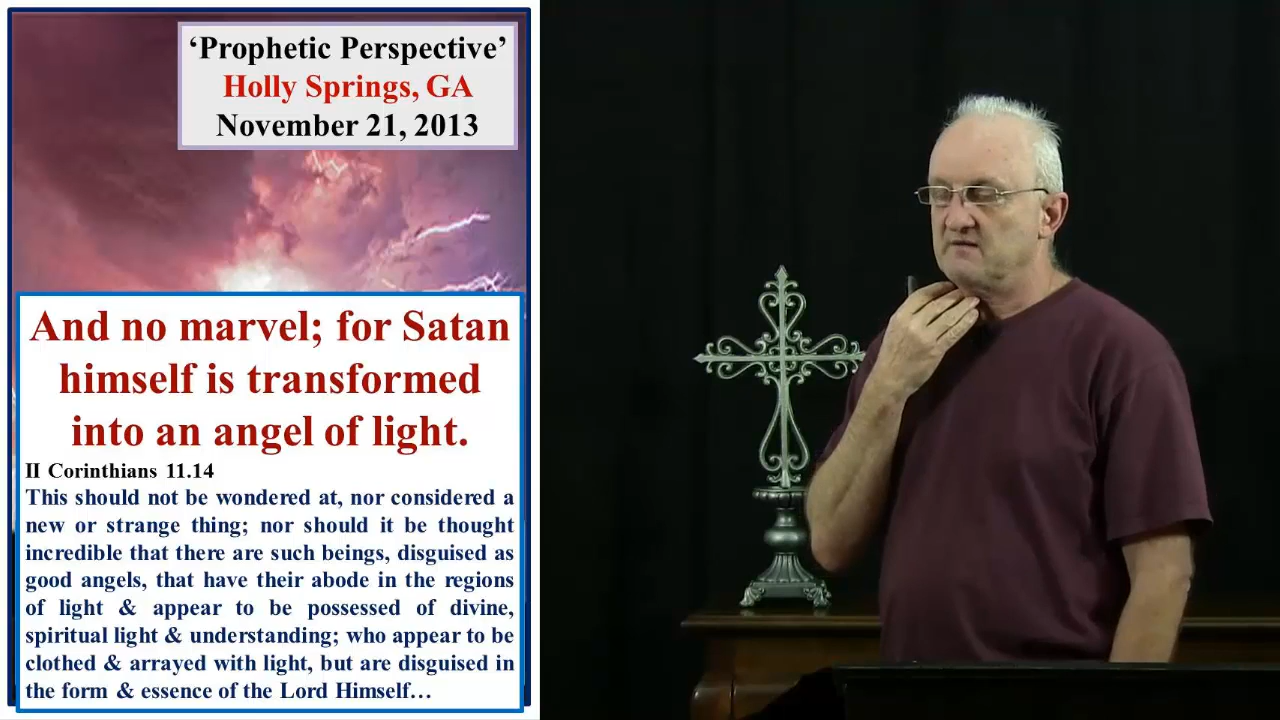 ‘Prophetic Perspective’
Holly Springs, GA
November 21, 2013
And no marvel; for Satan
himself is transformed
into an angel of light.
II Corinthians 11.14
This should not be wondered at, nor considered a
new or strange thing; nor should it be thought
incredible that there are such beings, disguised as
good angels, that have their abode in the regions
of light & appear to be possessed of divine,
spiritual light & understanding; who appear to be
clothed & arrayed with light, but are disguised in
the form & essence of the Lord Himself…